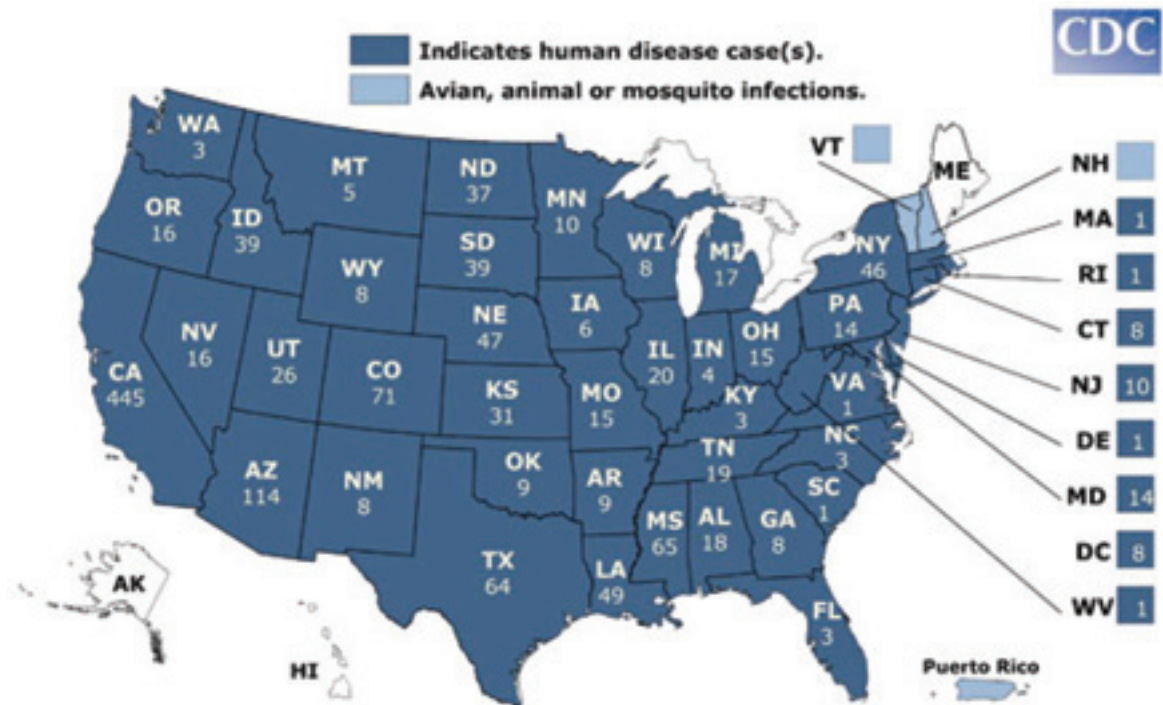 Indicates human disease case(s).
CDC
Avian, animal or mosquito infections.
WA
3
MT
5
ND
37
MN
10
VT
ME
NH
OR
16
ID
39
SD
39
WI
8
MI
17
NY
46
MA 1
WY
8
RI 1
NE
47
IA
6
PA
14
CT 8
NV
16
UT
26
CO
71
IL
20
IN
4
OH
15
CA
445
KS
31
MO
15
KY
3
VA
1
NJ 10
TN
19
NC
3
DE 1
AZ
114
NM
8
OK
9
AR
9
SC
1
MD 14
MS
65
AL
18
GA
8
DC 8
TX
64
LA
49
WV 1
AK
FL
3
HI
Puerto Rico